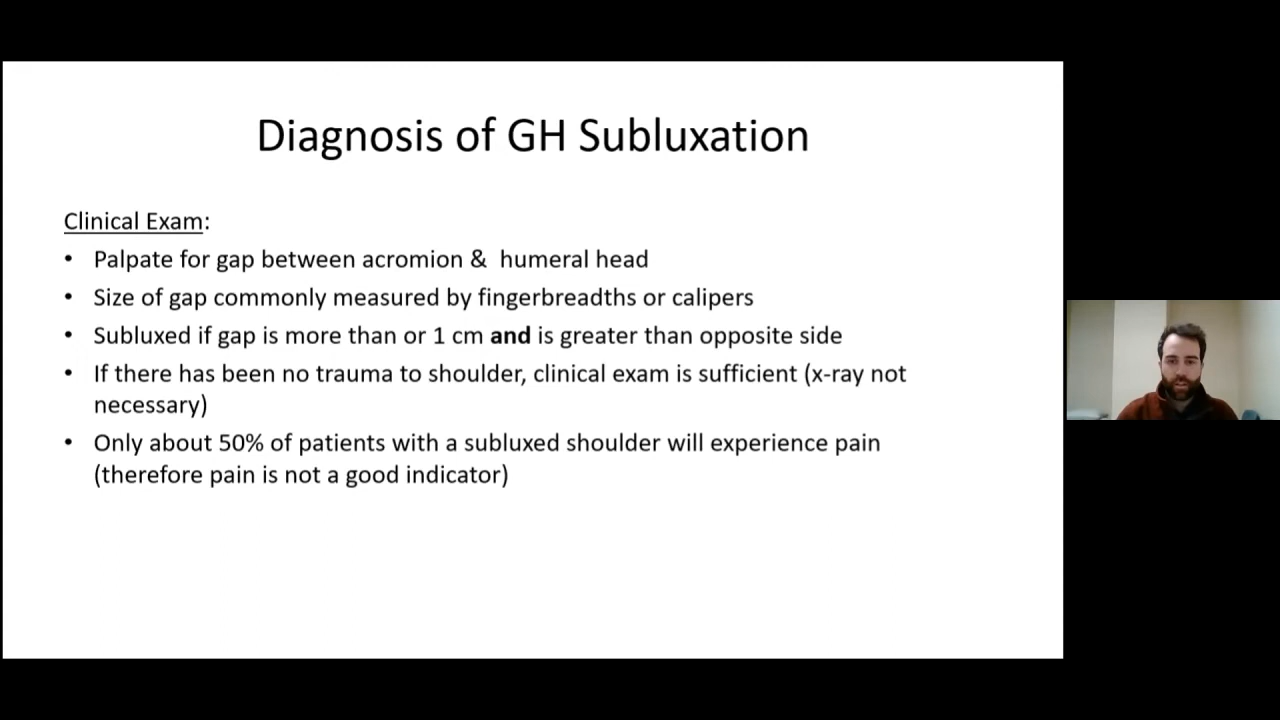 Diagnosis of GH Subluxation
Clinical Exam:
• Palpate for gap between acromion & humeral head
• Size of gap commonly measured by fingerbreadths or calipers
• Subluxed if gap is more than or 1 cm and is greater than opposite side
• If there has been no trauma to shoulder, clinical exam is sufficient (x-ray not
necessary)
• Only about 50% of patients with a subluxed shoulder will experience pain
(therefore pain is not a good indicator)